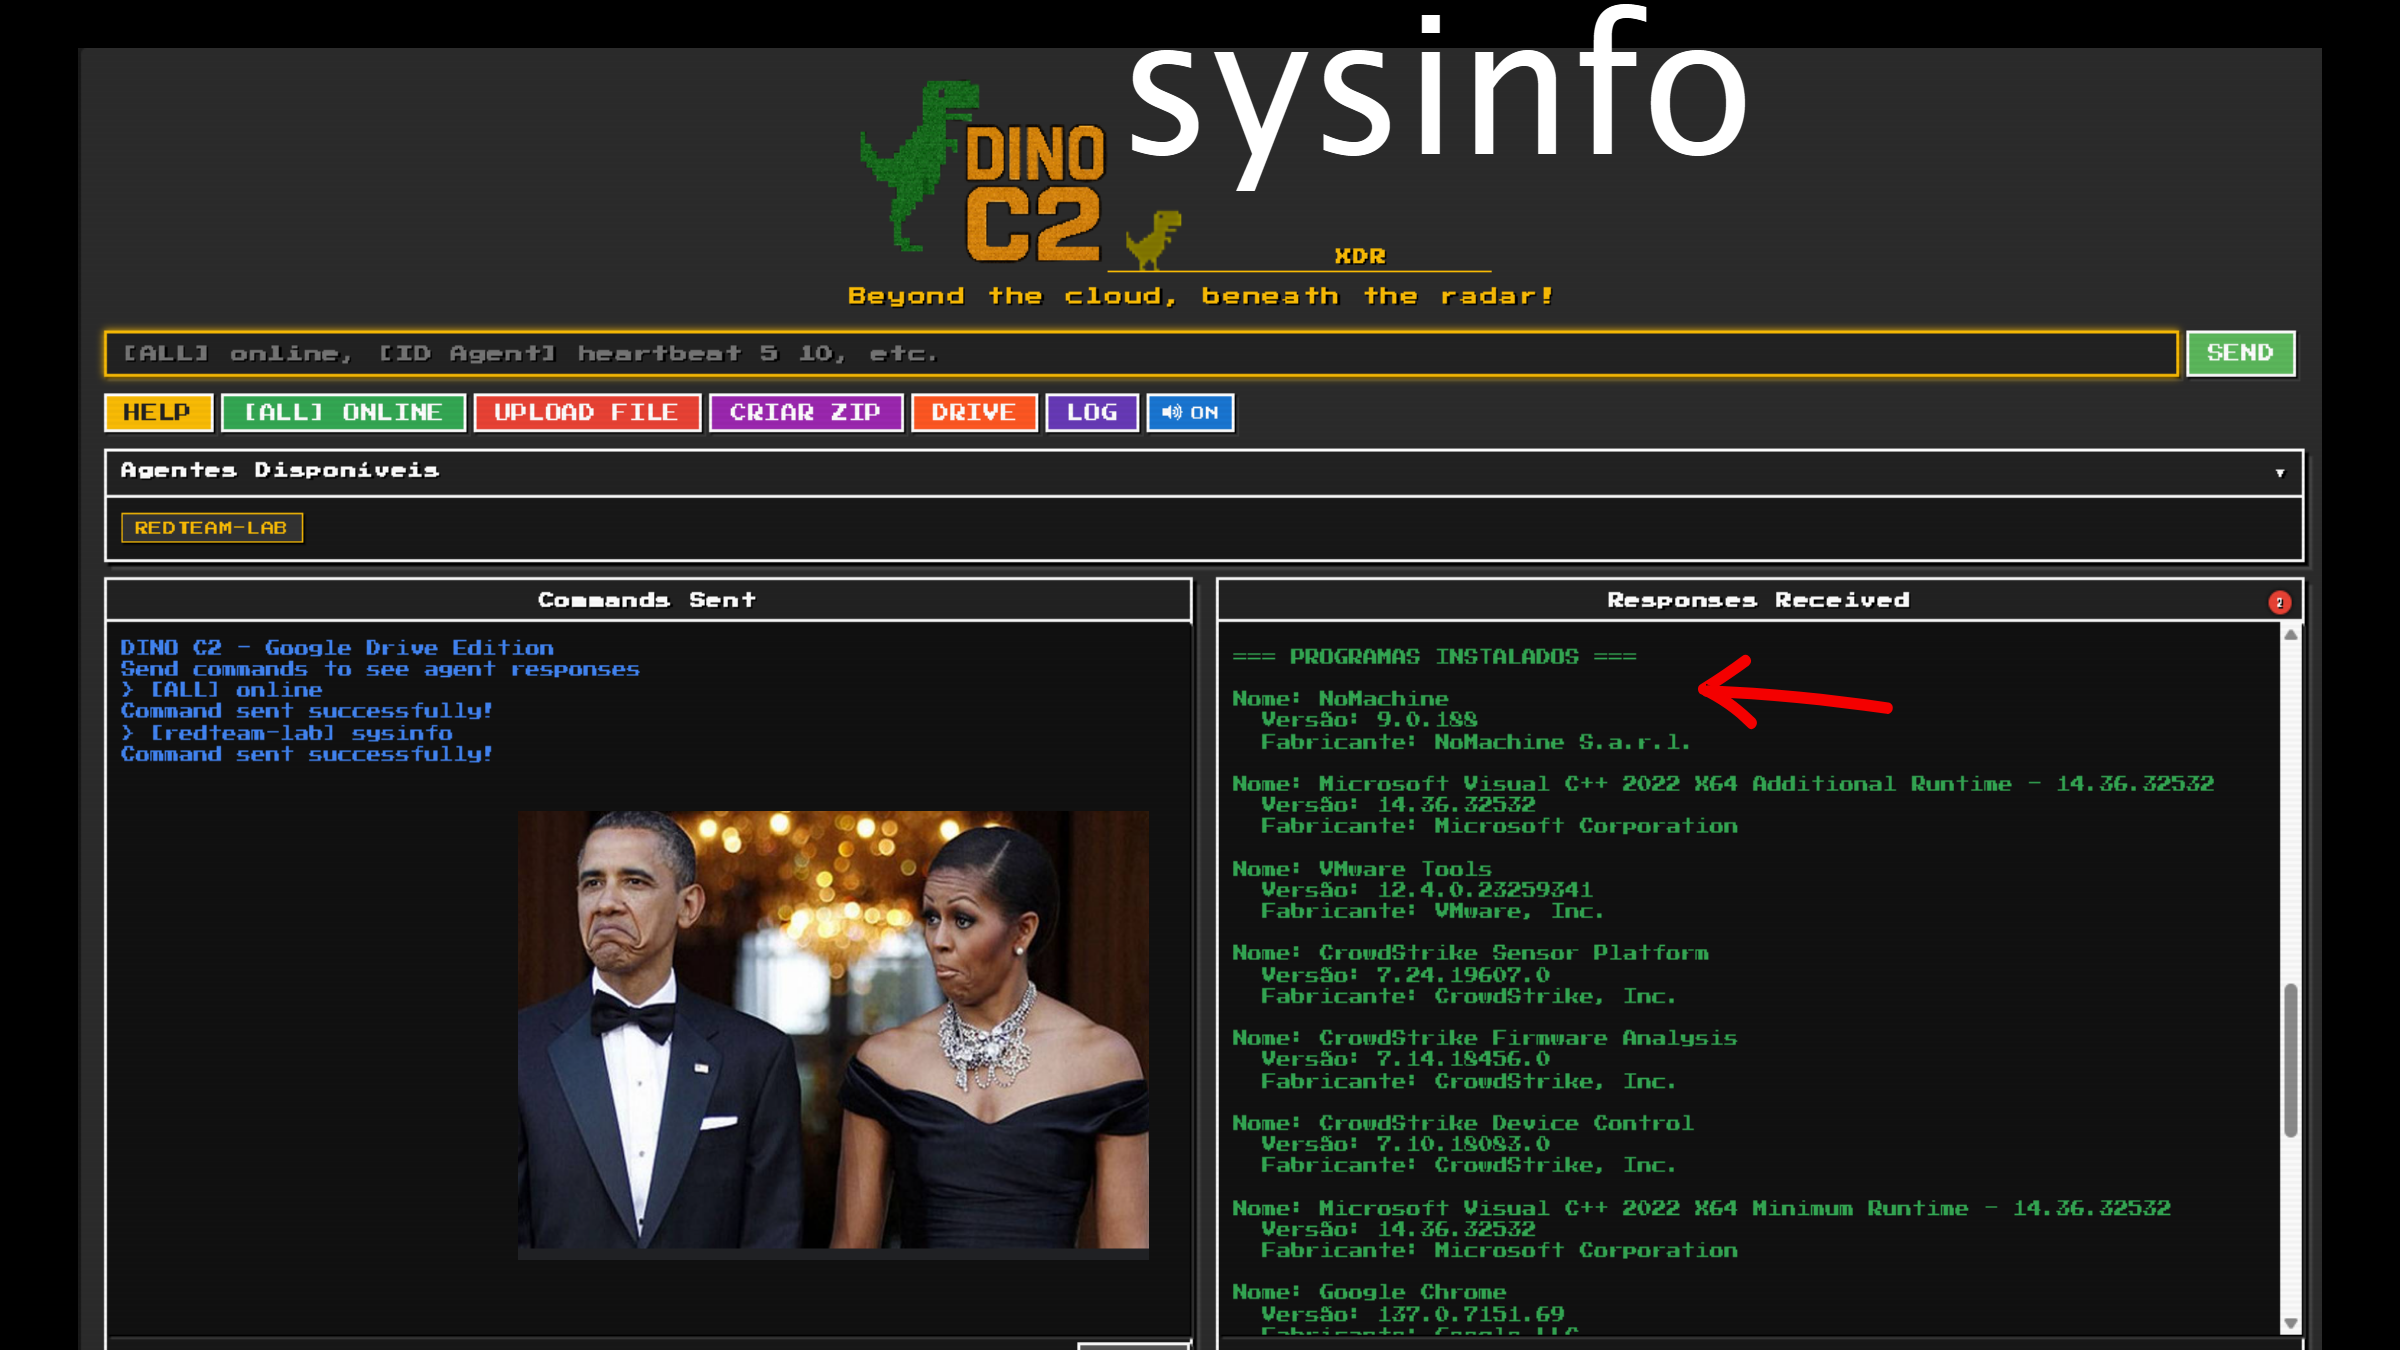 sysinfo
DINO
C2
XDR
Beyond the cloud, beneath the radar!
[ALL] online, [ID Agent] heartbeat 5 10, etc.
SEND
HELP
[ALL] ONLINE
UPLOAD FILE
CRIAR ZIP
DRIVE
LOG
ON
Agentes Disponíveis
REDTEAM-LAB
Commands Sent
DINO C2 - Google Drive Edition
Send commands to see agent responses
> [ALL] online
Command sent successfully!
> [redteam-lab] sysinfo
Command sent successfully!
Responses Received
2
=== PROGRAMAS INSTALADOS ===
Nome: NoMachine
Versão: 9.0.188
Fabricante: NoMachine S.a.r.l.
Nome: Microsoft Visual C++ 2022 X64 Additional Runtime - 14.36.32532
Versão: 14.36.32532
Fabricante: Microsoft Corporation
Nome: VMware Tools
Versão: 12.4.0.23259341
Fabricante: VMware, Inc.
Nome: CrowdStrike Sensor Platform
Versão: 7.24.19607.0
Fabricante: CrowdStrike, Inc.
Nome: CrowdStrike Firmware Analysis
Versão: 7.14.18456.0
Fabricante: CrowdStrike, Inc.
Nome: CrowdStrike Device Control
Versão: 7.10.18083.0
Fabricante: CrowdStrike, Inc.
Nome: Microsoft Visual C++ 2022 X64 Minimum Runtime - 14.36.32532
Versão: 14.36.32532
Fabricante: Microsoft Corporation
Nome: Google Chrome
Versão: 137.0.7151.69
Fabricante: Google LLC